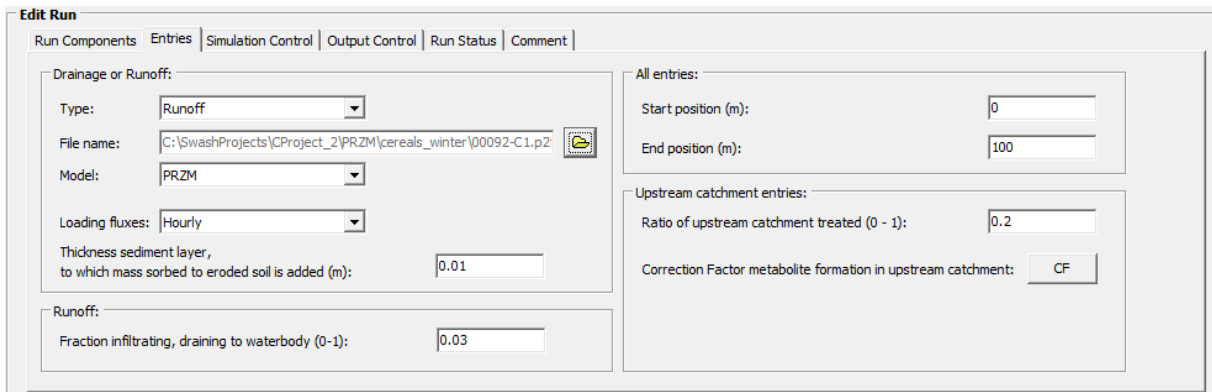 Edit Run
Run Components Entries Simulation Control Output Control Run Status Comment
Drainage or Runoff:
Type: Runoff
File name: C:\SwashProjects\CProject_2\PRZM\cereals_winter\00092-C1.p2
Model: PRZM
Loading fluxes: Hourly
Thickness sediment layer,
to which mass sorbed to eroded soil is added (m): 0.01
Runoff:
Fraction infiltrating, draining to waterbody (0-1): 0.03
All entries:
Start position (m): 0
End position (m): 100
Upstream catchment entries:
Ratio of upstream catchment treated (0 - 1): 0.2
Correction Factor metabolite formation in upstream catchment: CF